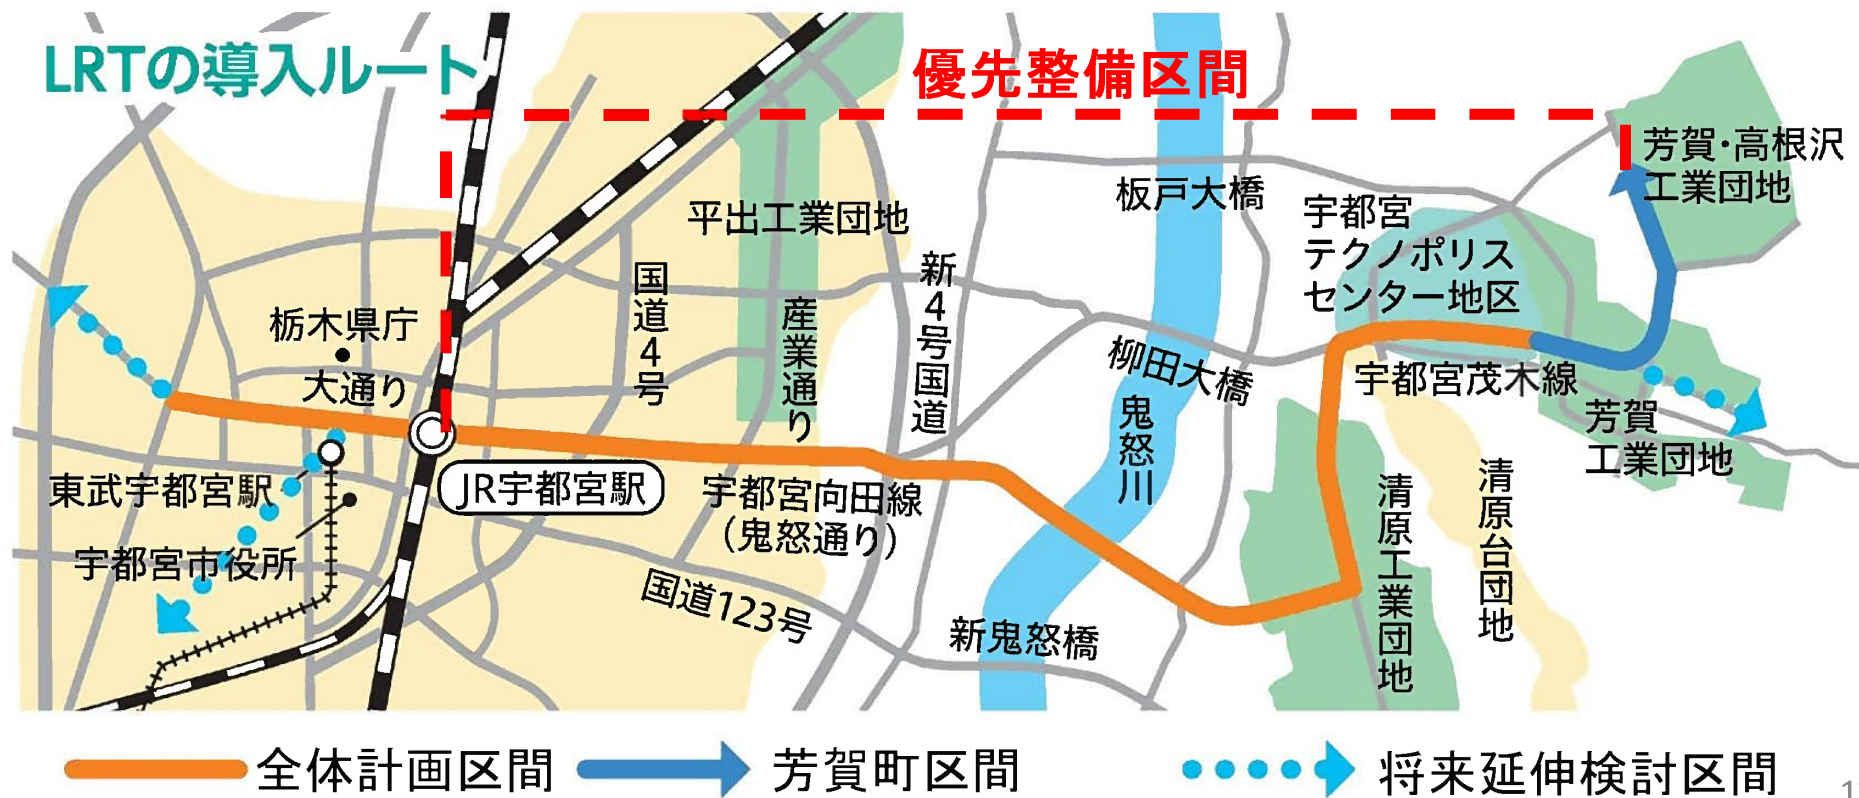 LRTの導入ルート
優先整備区間
芳賀・高根沢
工業団地
板戸大橋
平出工業団地
宇都宮
テクノポリス
センター地区
国道4号
新4号国道
産業通り
栃木県庁
大通り
柳田大橋
宇都宮茂木線
鬼怒川
芳賀
工業団地
東武宇都宮駅
JR宇都宮駅
宇都宮向田線
（鬼怒通り）
清原工業団地
清原台団地
宇都宮市役所
国道123号
新鬼怒橋
全体計画区間
芳賀町区間
将来延伸検討区間
1